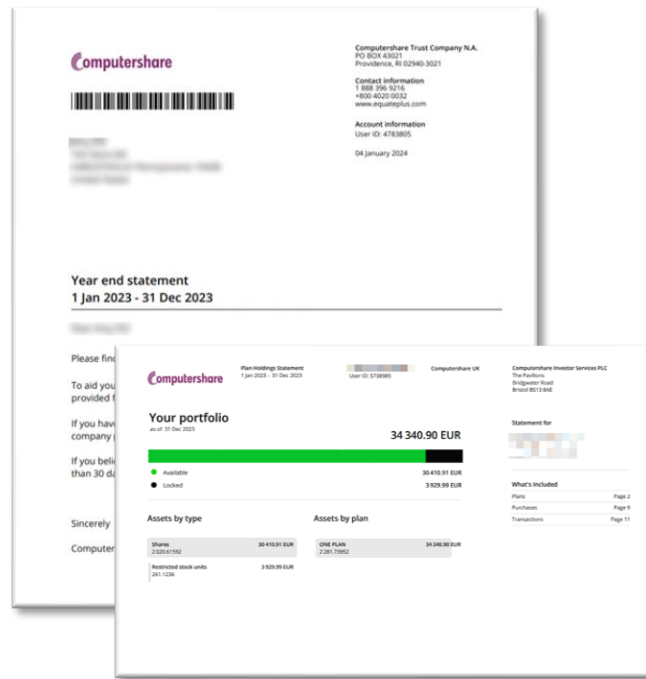 Computershare
Computershare Trust Company N.A.
PO BOX 43021
Providence, RI 02940-3021
Contact information
1 888 396 9216
+800 4020 0032
www.equateplus.com
Account information
User ID: 4783805
04 January 2024
Year end statement
1 Jan 2023 - 31 Dec 2023
Please
To aid you
provided
If you have
company
If you
than 30
Sincerely
Computershare
Plan Holdings Statement
1 Jan 2023 - 31 Dec 2023
User ID: 5738985
Computershare UK
Computershare Investor Services PLC
The Pavilions
Bridgwater Road
Bristol BS13 8AE
Your portfolio
as of 31 Dec 2023
34 340.90 EUR
Available 30 410.91 EUR
Locked 3 929.99 EUR
Statement for
What's Included
Plans Page 2
Purchases Page 9
Transactions Page 11
Assets by type
Shares 30 410.91 EUR
2 020.61592
Restricted stock units 3 929.99 EUR
261.1236
Assets by plan
ONE PLAN 34 340.90 EUR
2 281.73952